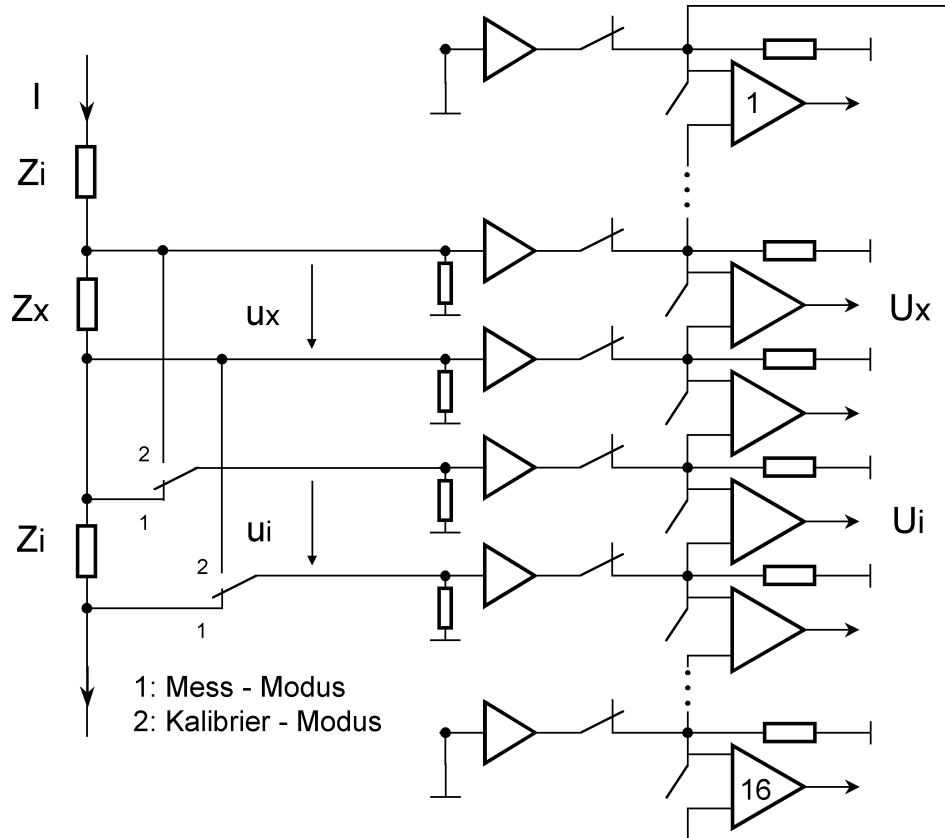 I
1
Zi
Zx
ux
Ux
2
1
Zi
ui
Ui
2
1
1: Mess - Modus
2: Kalibrier - Modus
16